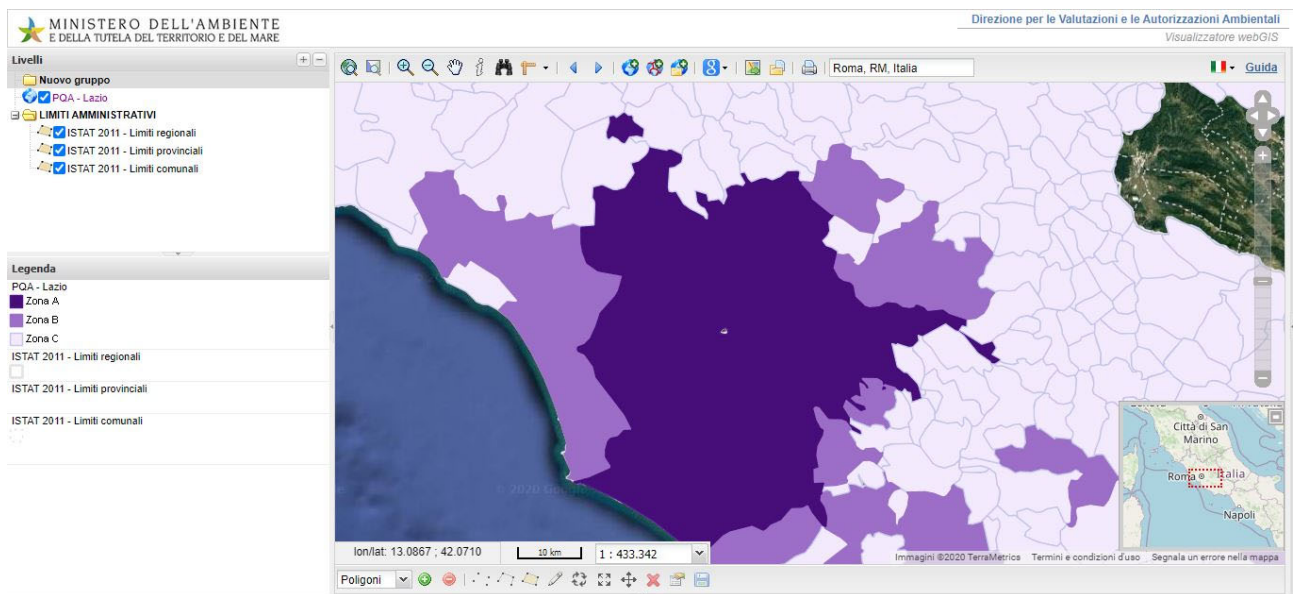 MINISTERO DELL'AMBIENTE
E DELLA TUTELA DEL TERRITORIO E DEL MARE
Direzione per le Valutazioni e le Autorizzazioni Ambientali
Visualizzatore webGIS
Livelli
Nuovo gruppo
PQA - Lazio
LIMITI AMMINISTRATIVI
ISTAT 2011 - Limiti regionali
ISTAT 2011 - Limiti provinciali
ISTAT 2011 - Limiti comunali
Legenda
PQA - Lazio
Zona A
Zona B
Zona C
ISTAT 2011 - Limiti regionali
ISTAT 2011 - Limiti provinciali
ISTAT 2011 - Limiti comunali
Roma, RM, Italia
Guida
Città di San
Marino
Roma
Italia
Napoli
lon/lat: 13.0867 ; 42.0710
10 km
1 : 433.342
Immagini ©2020 TerraMetrics Termini e condizioni d'uso Segnala un errore nella mappa
Poligoni